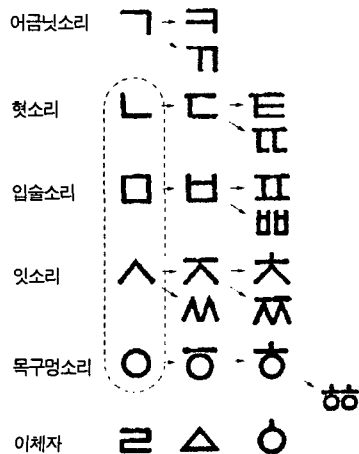 어금닛소리 ㄱ → ㅋ
ㄲ
혓소리 ㄴ → ㄷ → ㅌ
ㄸ
입술소리 ㅁ → ㅂ → ㅍ
ㅃ
잇소리 ㅅ → ㅈ → ㅊ
ㅆ ㅉ
목구멍소리 ㅇ → ㆆ → ㅎ
ㆅ
이체자 ㄹ ㅿ ㆁ